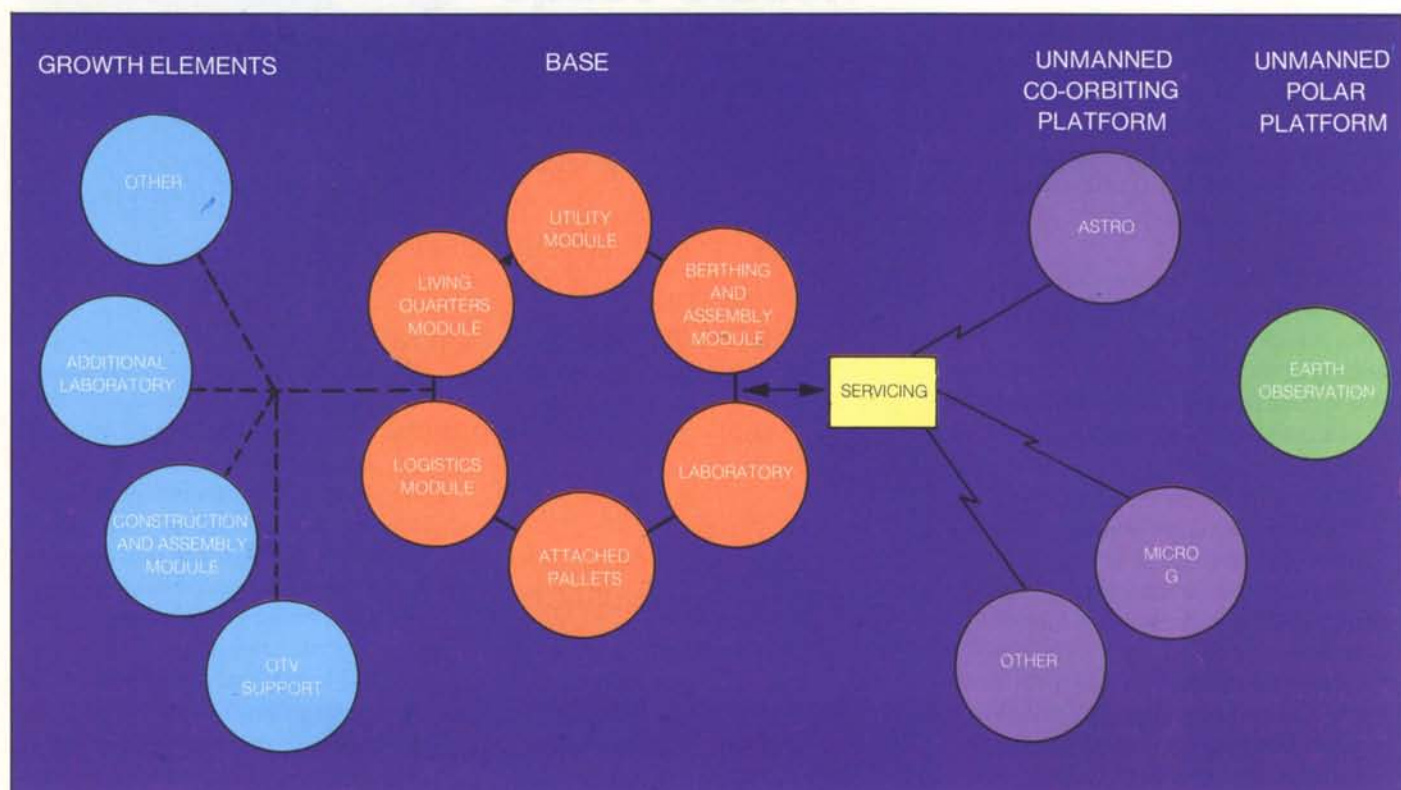 GROWTH ELEMENTS
OTHER
ADDITIONAL
LABORATORY
CONSTRUCTION
AND ASSEMBLY
MODULE
OTV
SUPPORT
BASE
UTILITY
MODULE
LIVING
QUARTERS
MODULE
BERTHING
AND
ASSEMBLY
MODULE
LOGISTICS
MODULE
LABORATORY
ATTACHED
PALLETS
SERVICING
UNMANNED
CO-ORBITING
PLATFORM
ASTRO
MICRO
G
OTHER
UNMANNED
POLAR
PLATFORM
EARTH
OBSERVATION